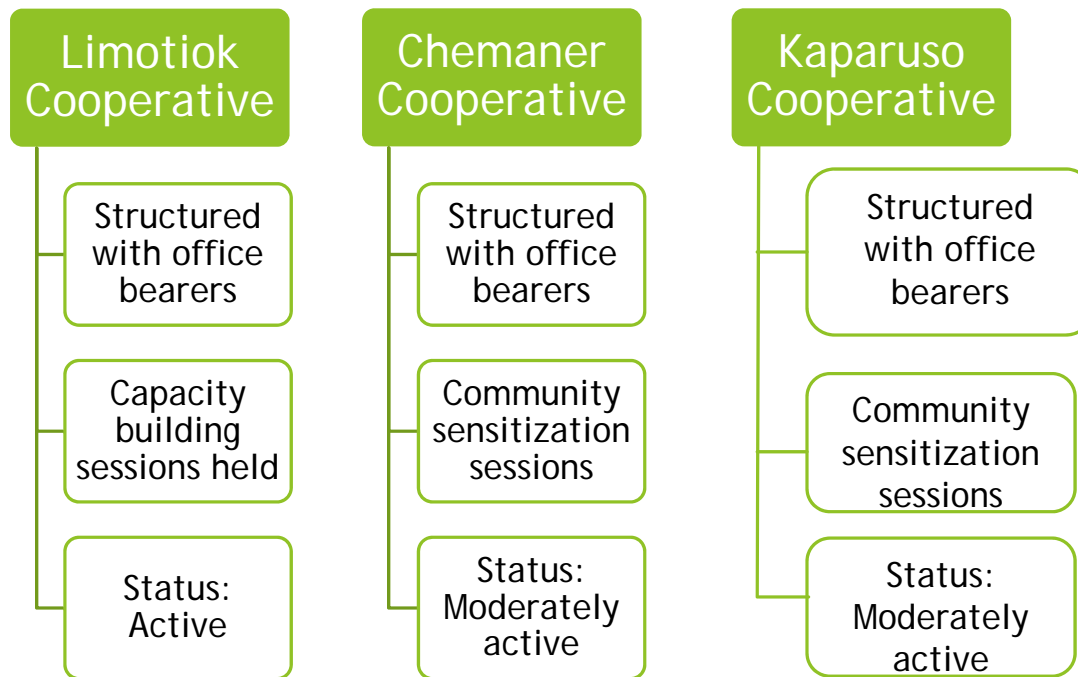 Limotiok
Cooperative
Structured
with office
bearers
Capacity
building
sessions held
Status:
Active
Chemaner
Cooperative
Structured
with office
bearers
Community
sensitization
sessions
Status:
Moderately
active
Kaparuso
Cooperative
Structured
with office
bearers
Community
sensitization
sessions
Status:
Moderately
active